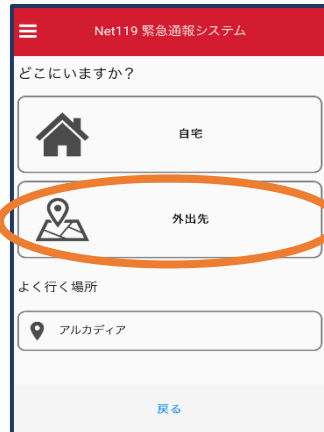 Net119 緊急通報システム
どこにいますか？
自宅
外出先
よく行く場所
アルカディア
戻る